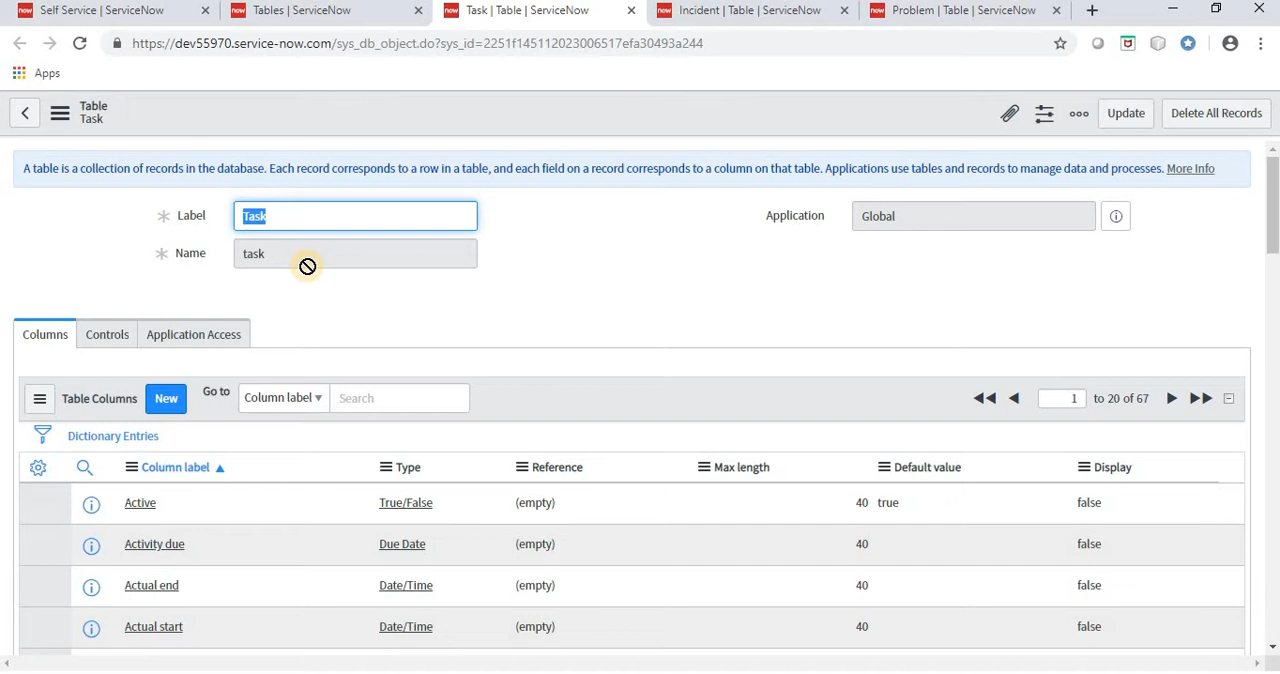 Self Service | ServiceNow
Tables | ServiceNow
Task | Table | ServiceNow
Incident | Table | ServiceNow
Problem | Table | ServiceNow
https://dev55970.service-now.com/sys_db_object.do?sys_id=2251f145112023006517efa30493a244
Apps
Table
Task
Update
Delete All Records
A table is a collection of records in the database. Each record corresponds to a row in a table, and each field on a record corresponds to a column on that table. Applications use tables and records to manage data and processes. More Info
Label Task Application Global
Name task
Columns Controls Application Access
Table Columns New Go to Column label Search 1 to 20 of 67
Dictionary Entries
Column label Type Reference Max length Default value Display
Active True/False (empty) 40 true false
Activity due Due Date (empty) 40 false
Actual end Date/Time (empty) 40 false
Actual start Date/Time (empty) 40 false